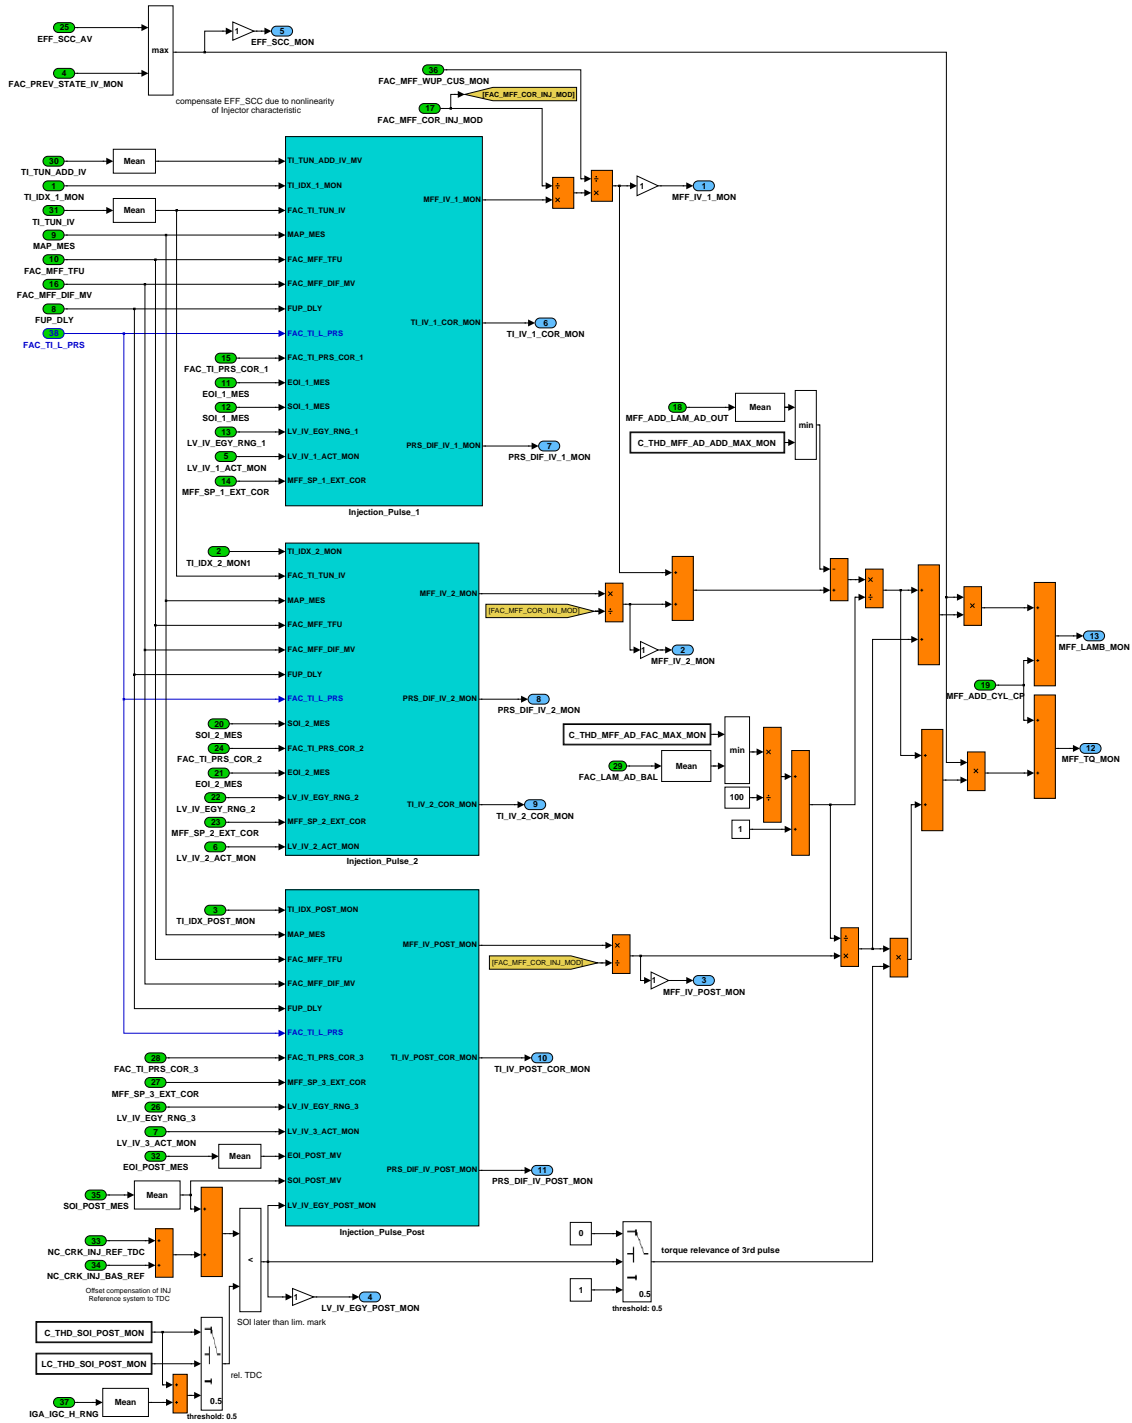 25
EFF_SCC_AV
4
FAC_PREV_STATE_IV_MON
max
1
5
EFF_SCC_MON
compensate EFF_SCC due to nonlinearity
of Injector characteristic
36
FAC_MFF_WUP_CUS_MON
[FAC_MFF_COR_INJ_MOD]
17
FAC_MFF_COR_INJ_MOD
30
TI_TUN_ADD_IV
Mean
1
TI_IDX_1_MON
31
TI_TUN_IV
Mean
9
MAP_MES
10
FAC_MFF_TFU
16
FAC_MFF_DIF_MV
8
FUP_DLY
38
FAC_TI_L_PRS
15
FAC_TI_PRS_COR_1
11
EOI_1_MES
12
SOI_1_MES
13
LV_IV_EGY_RNG_1
5
LV_IV_1_ACT_MON
14
MFF_SP_1_EXT_COR
TI_TUN_ADD_IV_MV
TI_IDX_1_MON
FAC_TI_TUN_IV
MAP_MES
FAC_MFF_TFU
FAC_MFF_DIF_MV
FUP_DLY
FAC_TI_L_PRS
FAC_TI_PRS_COR_1
EOI_1_MES
SOI_1_MES
LV_IV_EGY_RNG_1
LV_IV_1_ACT_MON
MFF_SP_1_EXT_COR
MFF_IV_1_MON
TI_IV_1_COR_MON
PRS_DIF_IV_1_MON
Injection_Pulse_1
÷
×
÷
×
1
1
MFF_IV_1_MON
6
TI_IV_1_COR_MON
7
PRS_DIF_IV_1_MON
18
MFF_ADD_LAM_AD_OUT
Mean
C_THD_MFF_AD_ADD_MAX_MON
min
2
TI_IDX_2_MON1
20
SOI_2_MES
24
FAC_TI_PRS_COR_2
21
EOI_2_MES
22
LV_IV_EGY_RNG_2
23
MFF_SP_2_EXT_COR
6
LV_IV_2_ACT_MON
TI_IDX_2_MON
FAC_TI_TUN_IV
MAP_MES
FAC_MFF_TFU
FAC_MFF_DIF_MV
FUP_DLY
FAC_TI_L_PRS
SOI_2_MES
FAC_TI_PRS_COR_2
EOI_2_MES
LV_IV_EGY_RNG_2
MFF_SP_2_EXT_COR
LV_IV_2_ACT_MON
MFF_IV_2_MON
PRS_DIF_IV_2_MON
TI_IV_2_COR_MON
Injection_Pulse_2
[FAC_MFF_COR_INJ_MOD]
×
÷
1
2
MFF_IV_2_MON
8
PRS_DIF_IV_2_MON
9
TI_IV_2_COR_MON
+
+
-
+
×
÷
+
+
×
+
+
13
MFF_LAMB_MON
19
MFF_ADD_CYL_CP
+
+
12
MFF_TQ_MON
+
+
×
C_THD_MFF_AD_FAC_MAX_MON
29
FAC_LAM_AD_BAL
Mean
min
100
1
×
÷
+
+
3
TI_IDX_POST_MON
28
FAC_TI_PRS_COR_3
27
MFF_SP_3_EXT_COR
26
LV_IV_EGY_RNG_3
7
LV_IV_3_ACT_MON
32
EOI_POST_MES
Mean
35
SOI_POST_MES
Mean
TI_IDX_POST_MON
MAP_MES
FAC_MFF_TFU
FAC_MFF_DIF_MV
FUP_DLY
FAC_TI_L_PRS
FAC_TI_PRS_COR_3
MFF_SP_3_EXT_COR
LV_IV_EGY_RNG_3
LV_IV_3_ACT_MON
EOI_POST_MV
SOI_POST_MV
LV_IV_EGY_POST_MON
MFF_IV_POST_MON
TI_IV_POST_COR_MON
PRS_DIF_IV_POST_MON
Injection_Pulse_Post
[FAC_MFF_COR_INJ_MOD]
×
÷
1
3
MFF_IV_POST_MON
÷
×
×
10
TI_IV_POST_COR_MON
11
PRS_DIF_IV_POST_MON
33
NC_CRK_INJ_REF_TDC
34
NC_CRK_INJ_BAS_REF
+
+
+
+
Offset compensation of INJ
Reference system to TDC
<
1
4
LV_IV_EGY_POST_MON
SOI later than lim. mark
0
1
0.5
threshold: 0.5
torque relevance of 3rd pulse
C_THD_SOI_POST_MON
LC_THD_SOI_POST_MON
37
IGA_IGC_H_RNG
Mean
+
+
0.5
threshold: 0.5
rel. TDC